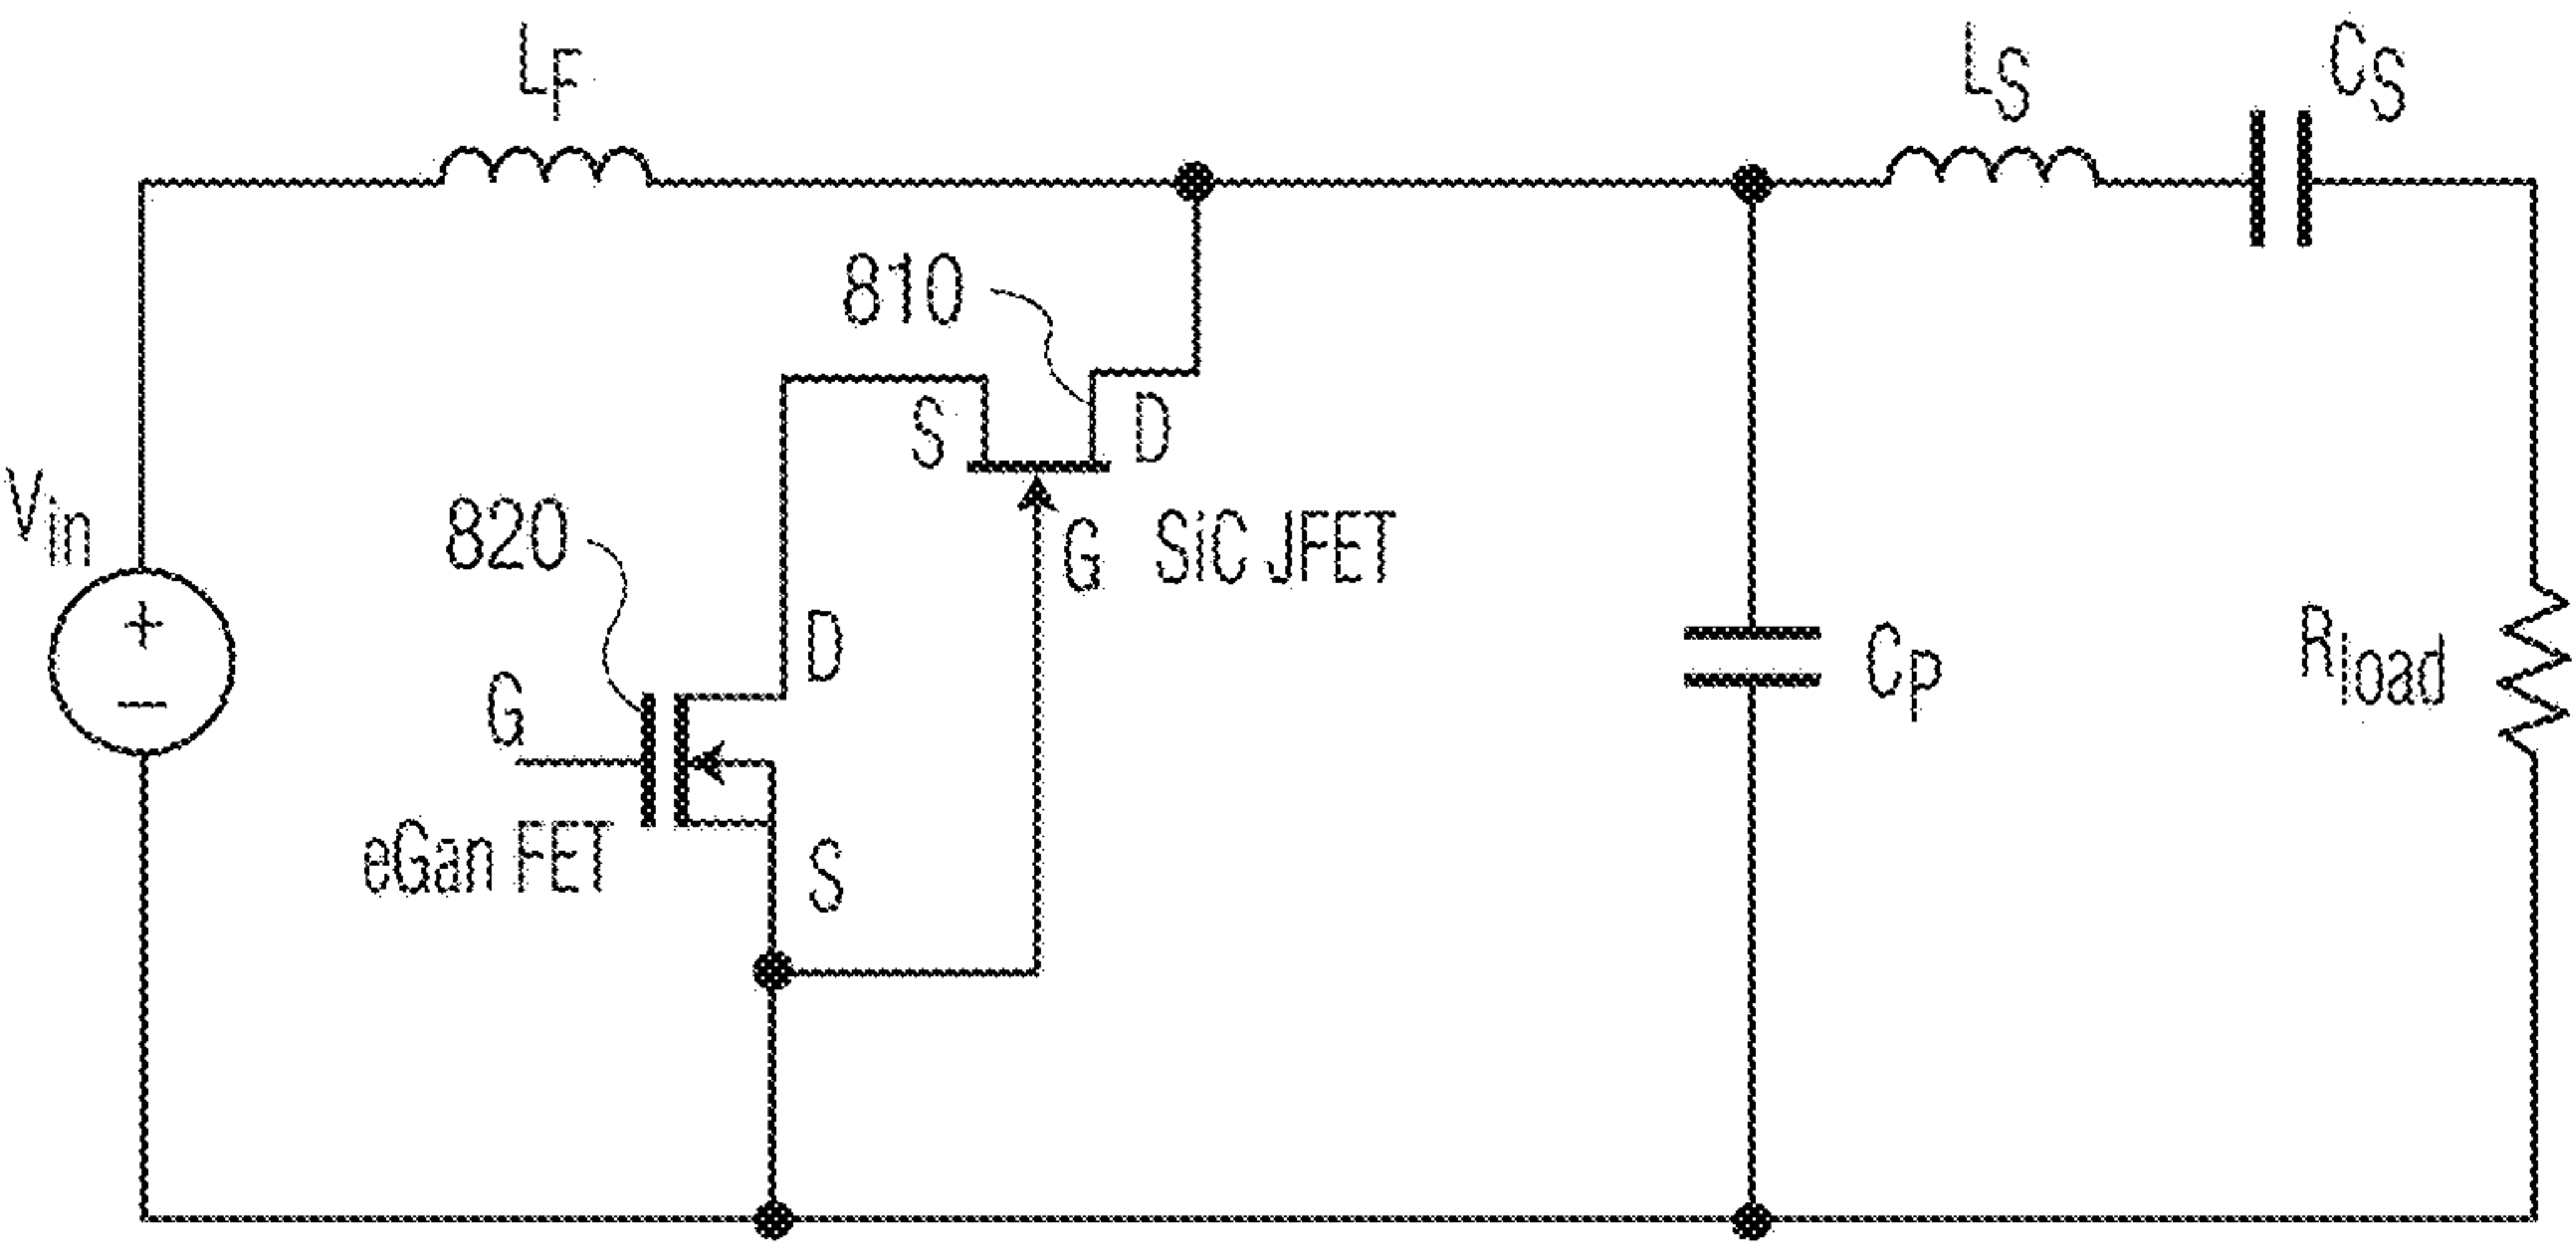 LF
LS
CS
810
S
D
Vin
820
G
SiC JFET
+
−
D
G
CP
Rload
eGan FET
S